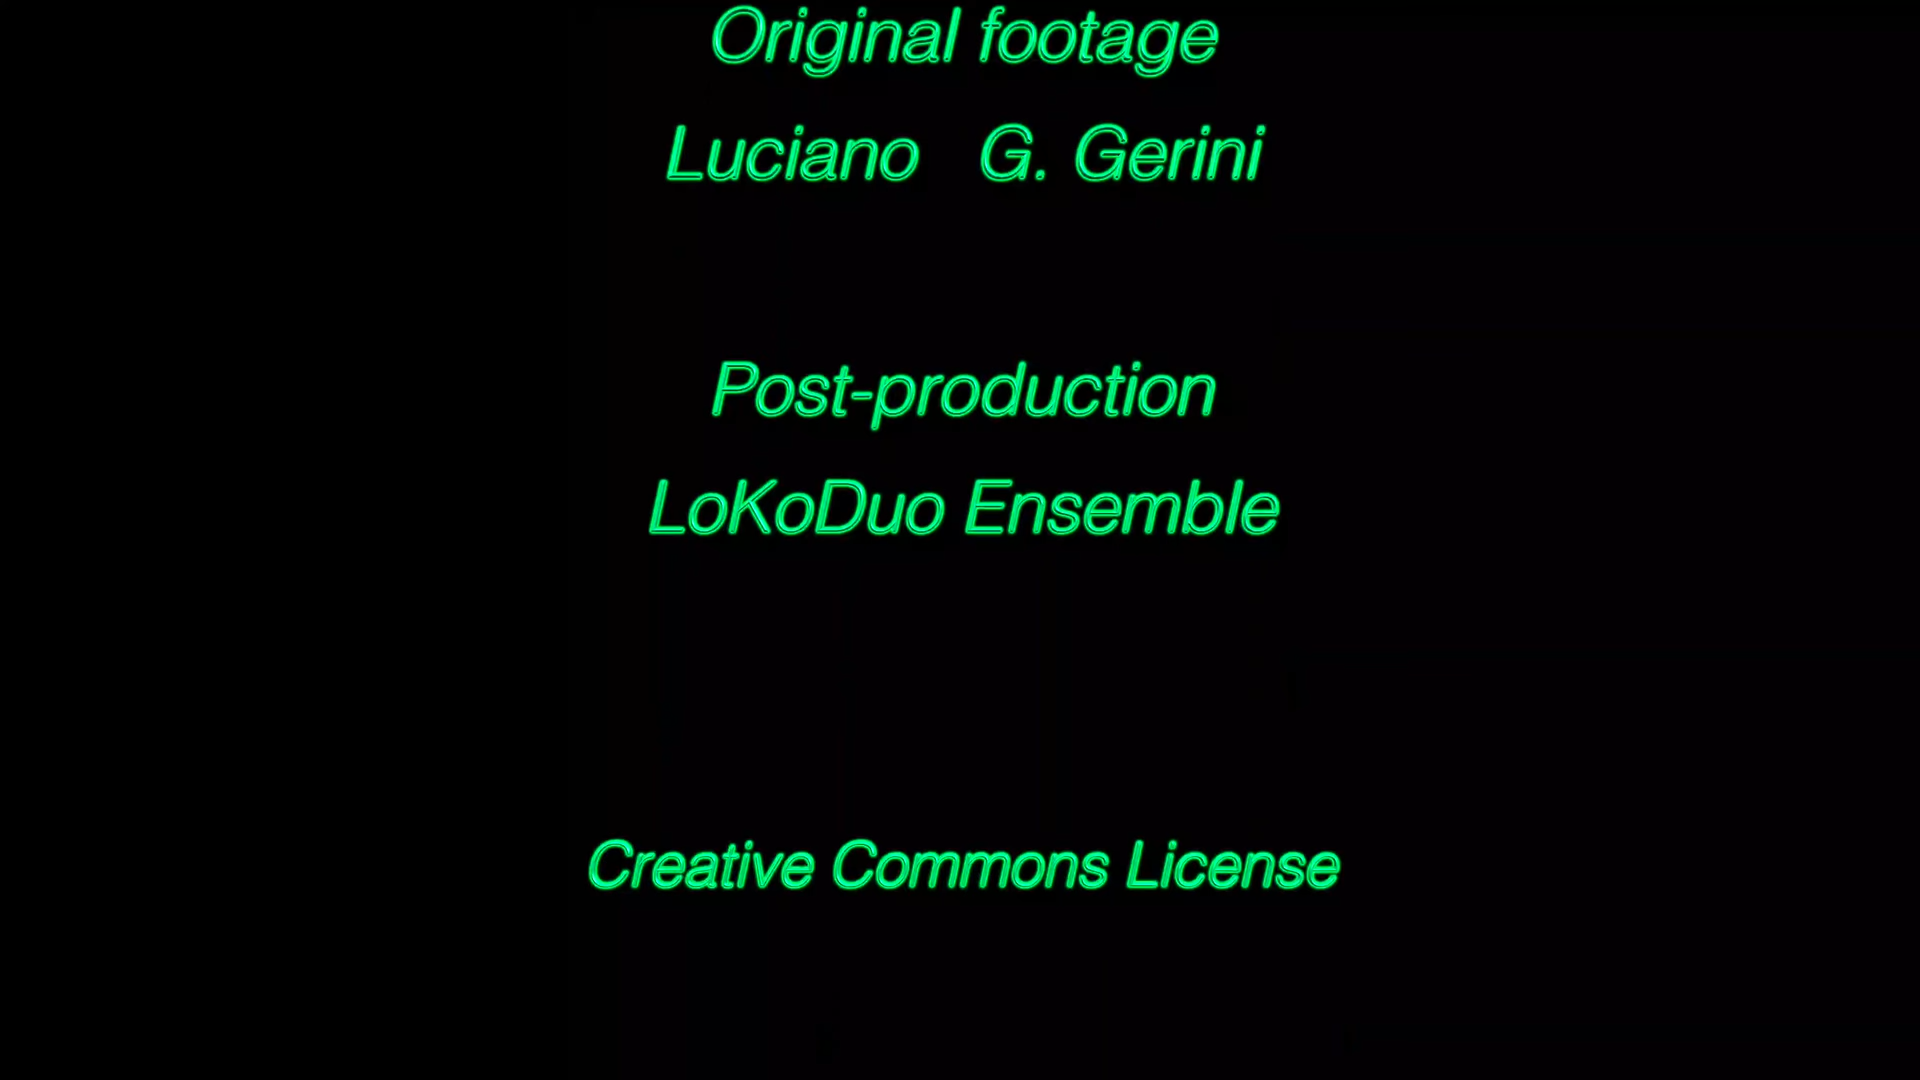 Original footage
Luciano G. Gerini
Post-production
LoKoDuo Ensemble
Creative Commons License